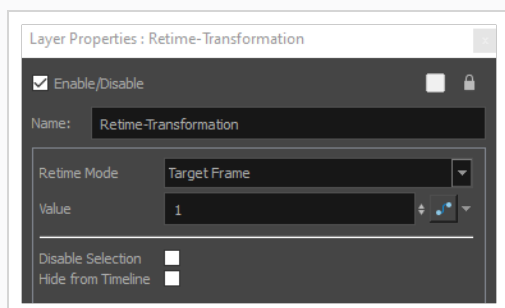 Layer Properties : Retime-Transformation
x
Enable/Disable
Name: Retime-Transformation
Retime Mode Target Frame
Value 1
Disable Selection
Hide from Timeline